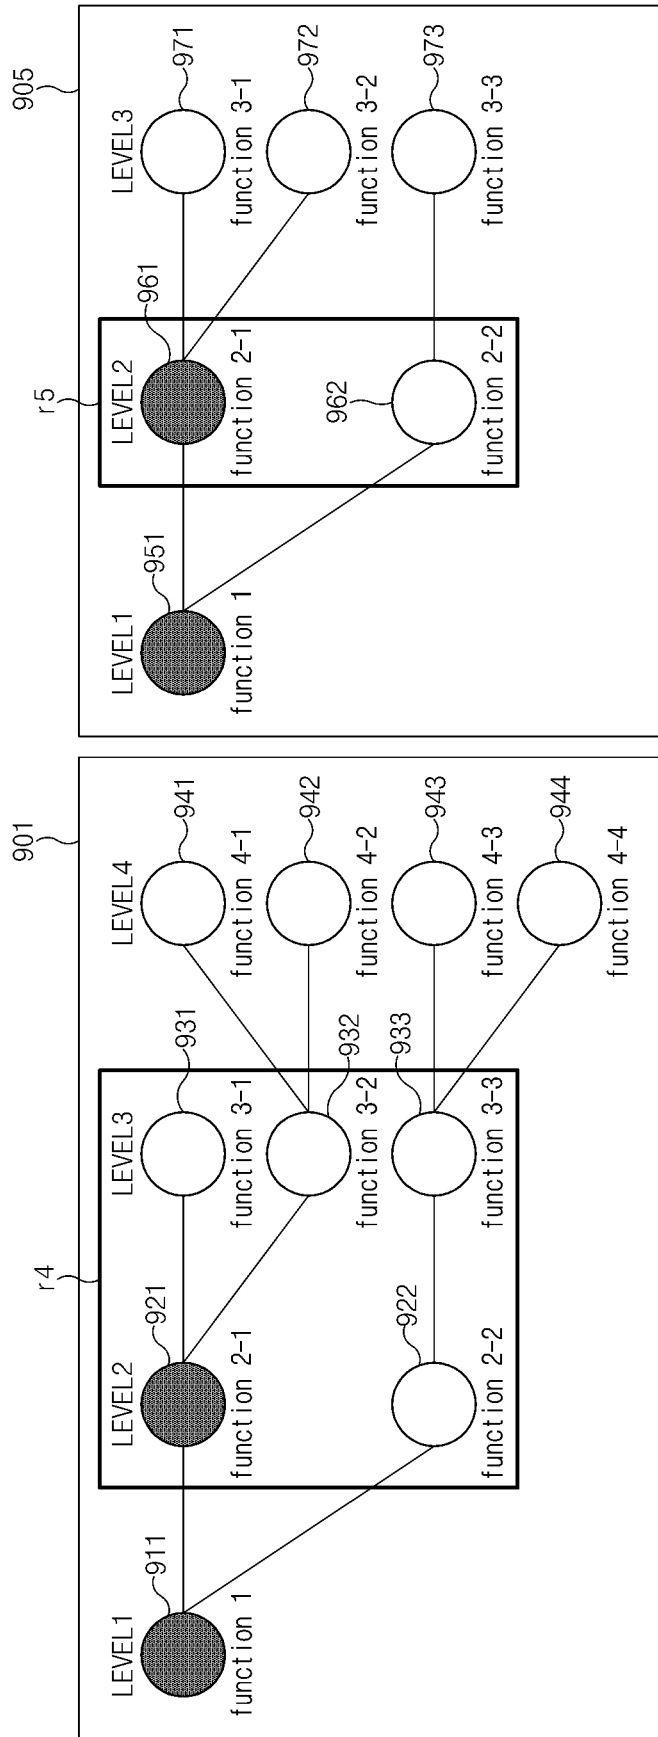 901
r4
LEVEL1
911
function 1
LEVEL2
921
function 2-1
922
function 2-2
LEVEL3
931
function 3-1
932
function 3-2
933
function 3-3
LEVEL4
941
function 4-1
942
function 4-2
943
function 4-3
944
function 4-4
905
r5
LEVEL1
951
function 1
LEVEL2
961
function 2-1
962
function 2-2
LEVEL3
971
function 3-1
972
function 3-2
973
function 3-3